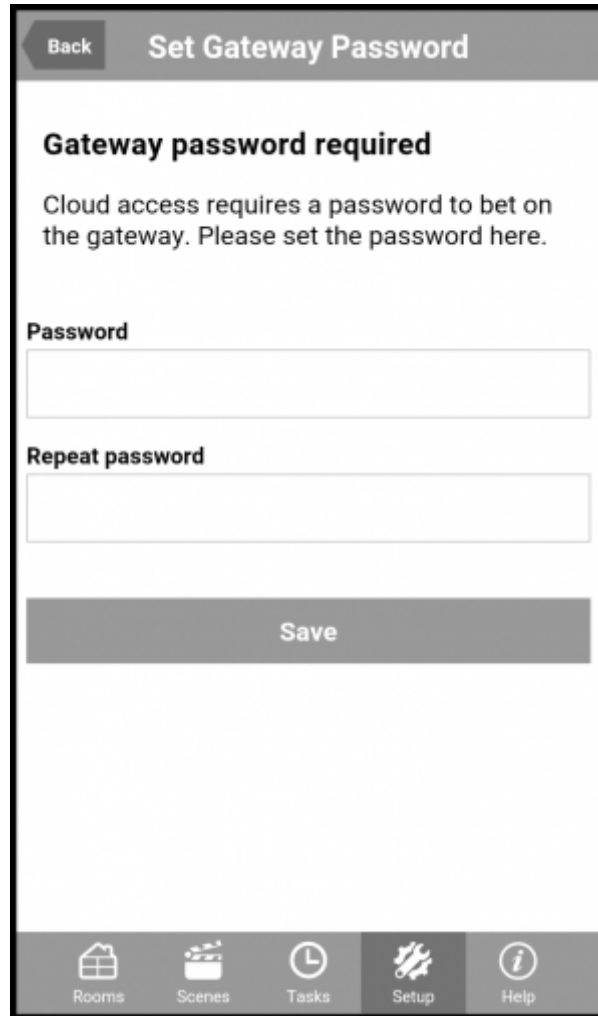 Back
Set Gateway Password
Gateway password required
Cloud access requires a password to bet on
the gateway. Please set the password here.
Password
Repeat password
Save
Rooms
Scenes
Tasks
Setup
Help